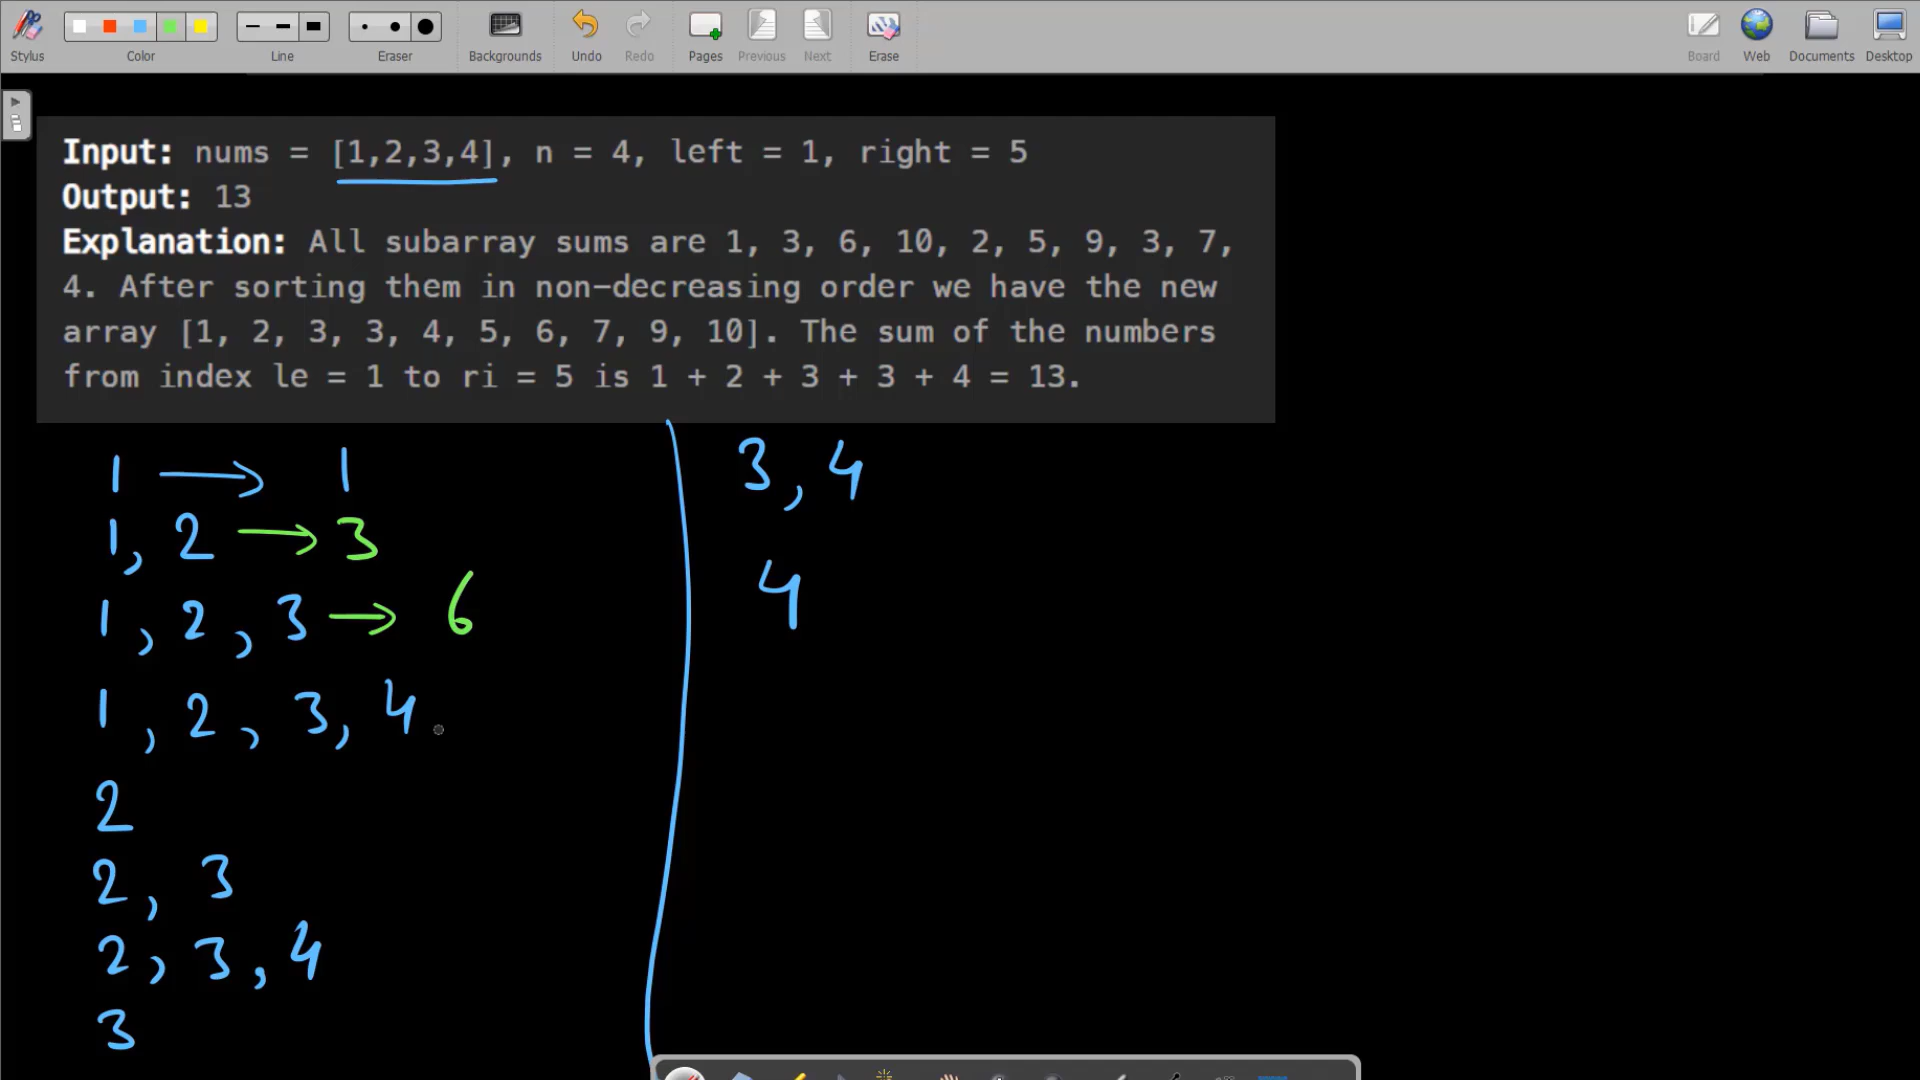 Stylus
Color
Line
Eraser
Backgrounds
Undo
Redo
Pages
Previous
Next
Erase
Board
Web
Documents
Desktop
Input: nums = [1,2,3,4], n = 4, left = 1, right = 5
Output: 13
Explanation: All subarray sums are 1, 3, 6, 10, 2, 5, 9, 3, 7,
4. After sorting them in non-decreasing order we have the new
array [1, 2, 3, 3, 4, 5, 6, 7, 9, 10]. The sum of the numbers
from index le = 1 to ri = 5 is 1 + 2 + 3 + 3 + 4 = 13.
1 → 1
1, 2 → 3
1, 2, 3 → 6
1, 2, 3, 4
2
2, 3
2, 3, 4
3
3, 4
4